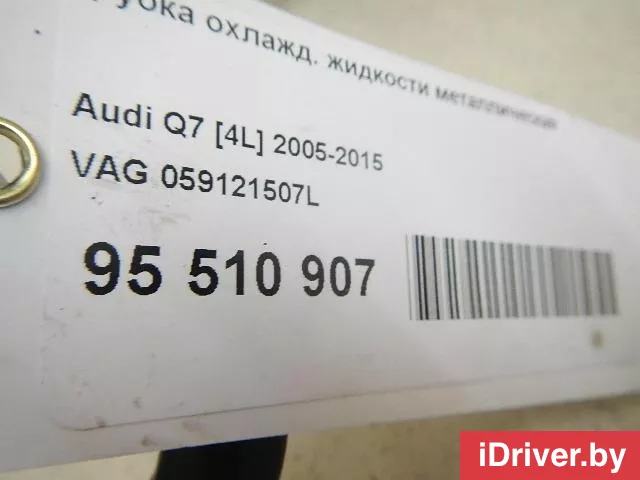 охлажд. жидкости металлическая
Audi Q7 [4L] 2005-2015
VAG 059121507L
95 510 907
iDriver.by